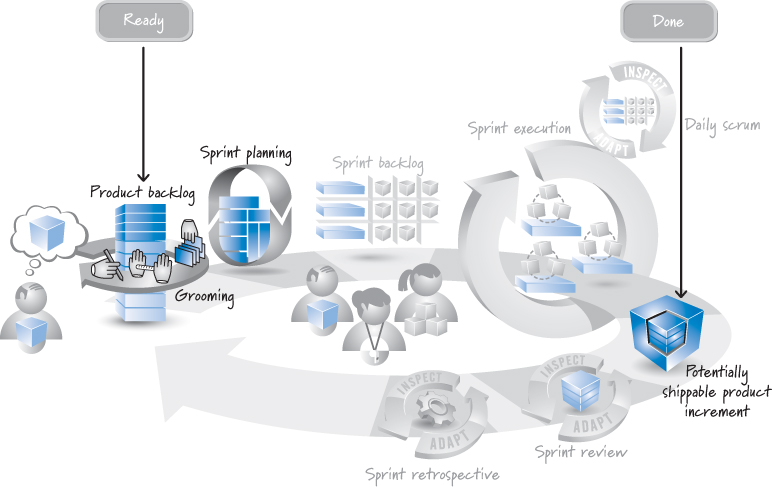 Ready
Done
INSPECT
ADAPT
Daily scrum
Sprint execution
Sprint planning
Sprint backlog
Product backlog
Grooming
Potentially
shippable product
increment
INSPECT
ADAPT
Sprint review
INSPECT
ADAPT
Sprint retrospective